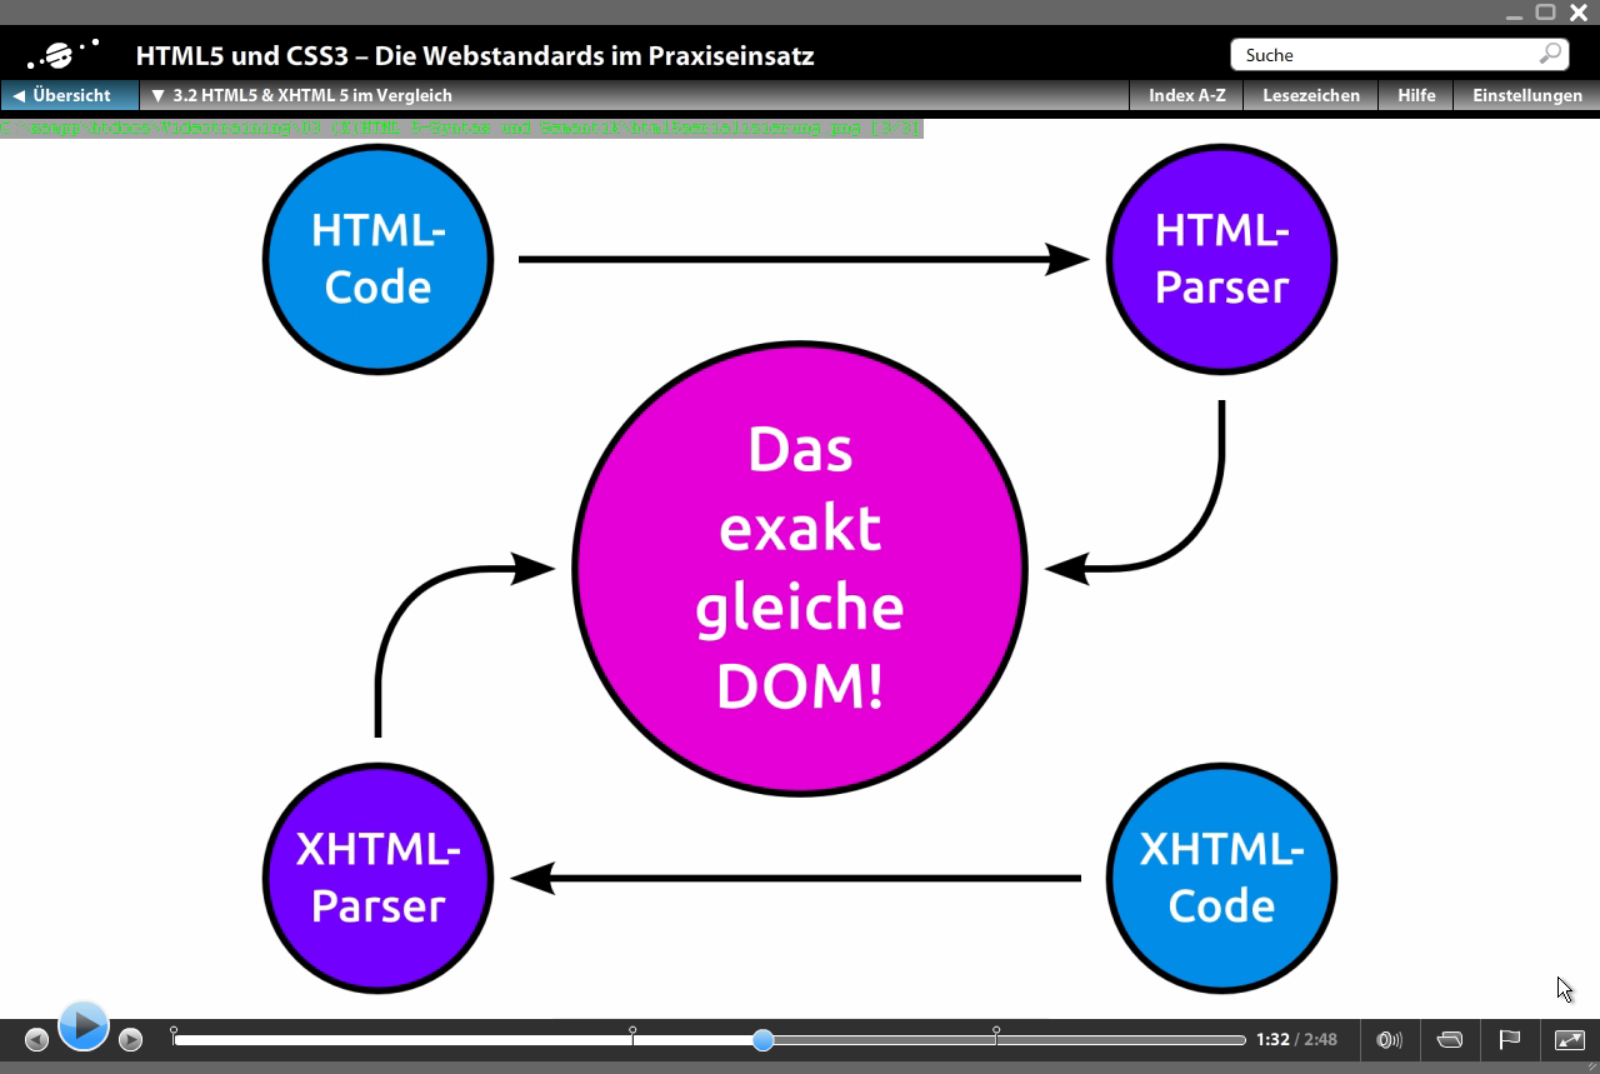 HTML5 und CSS3 – Die Webstandards im Praxiseinsatz
Suche
Übersicht
3.2 HTML5 & XHTML 5 im Vergleich
Index A-Z
Lesezeichen
Hilfe
Einstellungen
HTML-
Code
HTML-
Parser
Das
exakt
gleiche
DOM!
XHTML-
Parser
XHTML-
Code
1:32 / 2:48